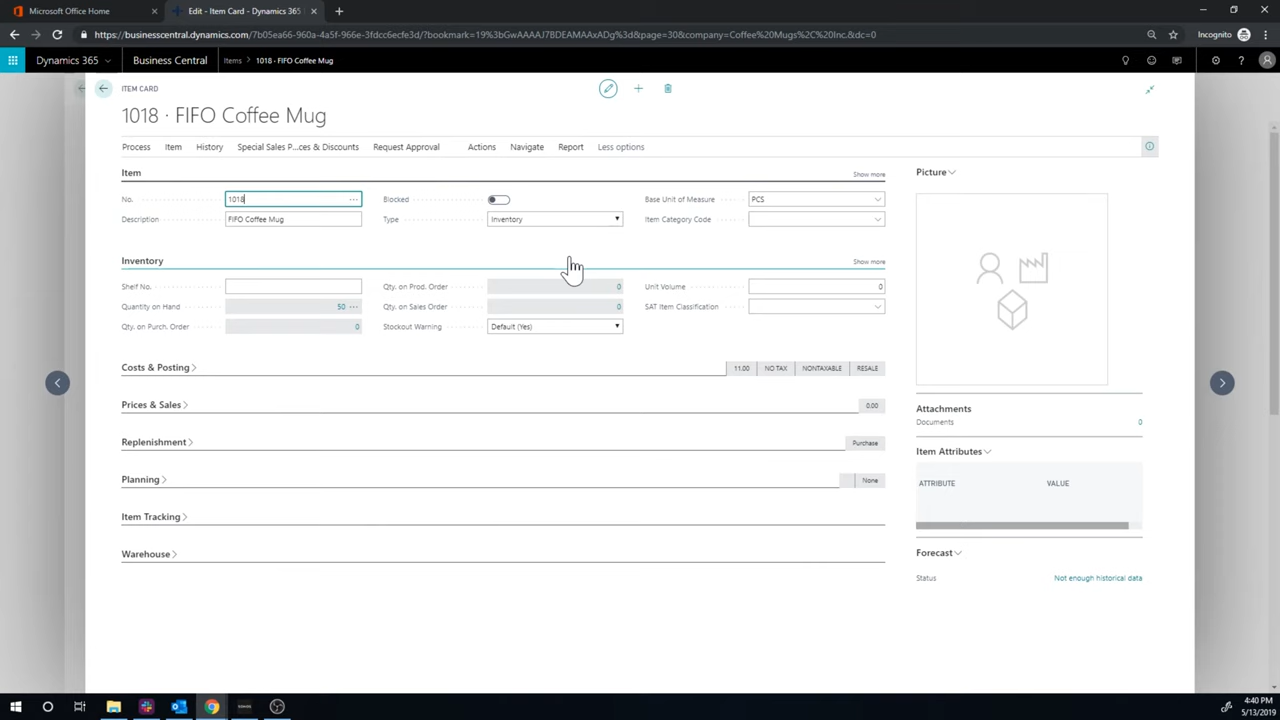 Microsoft Office Home
Edit - Item Card - Dynamics 365
https://businesscentral.dynamics.com/7b05ea66-960a-4a5f-966e-3fdcc6ecfe3d/?bookmark=19%3bGwAAAAJ7BDEAMAAxADg%3d&page=30&company=Coffee%20Mugs%2C%20Inc.&dc=0
Incognito
Dynamics 365
Business Central
Items > 1018 · FIFO Coffee Mug
ITEM CARD
1018 · FIFO Coffee Mug
Process Item History Special Sales P...ces & Discounts Request Approval Actions Navigate Report Less options
Item
Show more
No. 1018 Blocked Base Unit of Measure PCS
Description FIFO Coffee Mug Type Inventory Item Category Code
Inventory
Show more
Shelf No. Qty. on Prod. Order 0 Unit Volume 0
Quantity on Hand 50 Qty. on Sales Order 0 SAT Item Classification
Qty. on Purch. Order 0 Stockout Warning Default (Yes)
Costs & Posting 11.00 NO TAX NONTAXABLE RESALE
Prices & Sales 0.00
Replenishment Purchase
Planning None
Item Tracking
Warehouse
Picture
Attachments
Documents 0
Item Attributes
ATTRIBUTE VALUE
Forecast
Status Not enough historical data
4:40 PM
5/13/2019